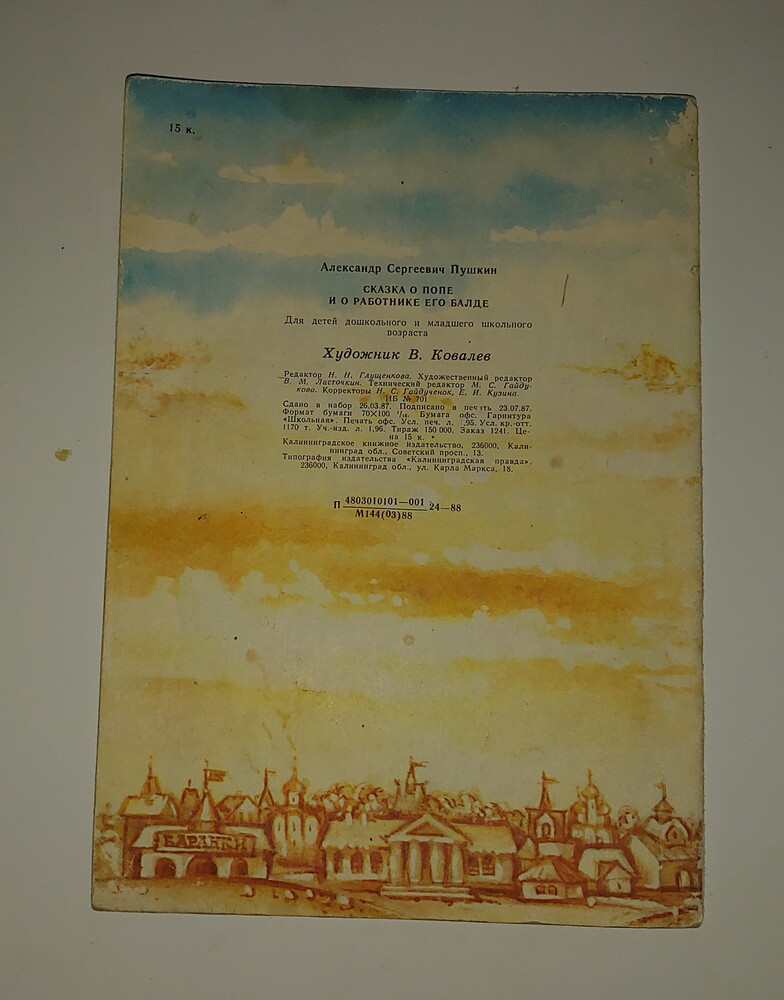 15 к.
Александр Сергеевич Пушкин
СКАЗКА О ПОПЕ
И О РАБОТНИКЕ ЕГО БАЛДЕ
Для детей дошкольного и младшего школьного
возраста
Художник В. Ковалев
Редактор Н. Н. Глущенкова. Художественный редактор
В. М. Ласточкин. Технический редактор М. С. Гайду-
кова. Корректоры Н. С. Гайдученок, Е. И. Кузина.
ИБ № 701
Сдано в набор 26.03.87. Подписано в печать 23.07.87.
Формат бумаги 70×100 1/16. Бумага офс. Гарнитура
«Школьная». Печать офс. Усл. печ. л. 1,95. Усл. кр.-отт.
1170 т. Уч.-изд. л. 1,96. Тираж 150 000. Заказ 1241. Це-
на 15 к.
Калининградское книжное издательство, 236000, Кали-
нинград обл., Советский просп., 13.
Типография издательства «Калининградская правда»,
236000, Калининград обл., ул. Карла Маркса, 18.
П 4803010101—001 24—88
М144(03)88
БАРАНКИ